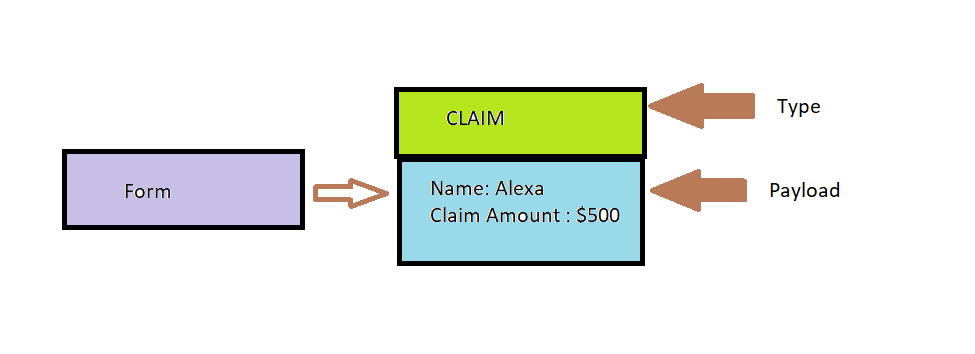 CLAIM
Type
Form
Name: Alexa
Claim Amount : $500
Payload